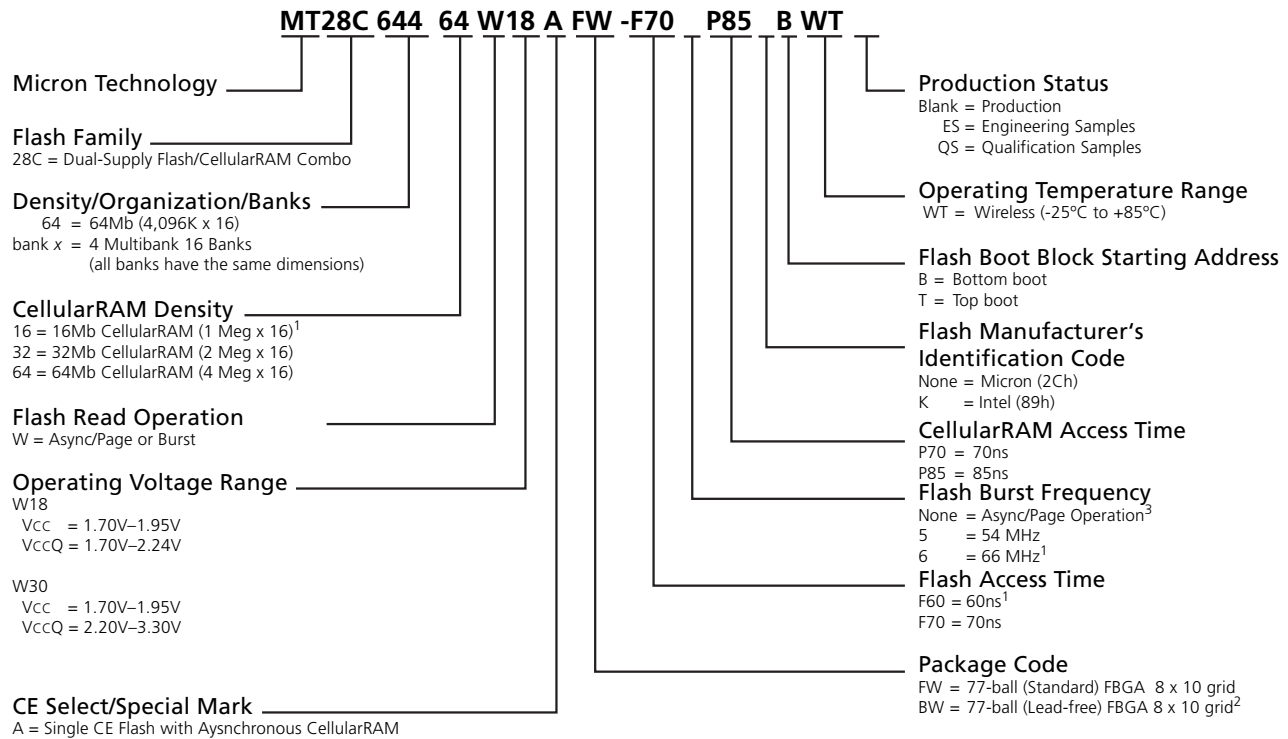 MT28C 644 64 W18 A FW -F70 P85 B WT
Micron Technology
Flash Family
28C = Dual-Supply Flash/CellularRAM Combo
Density/Organization/Banks
64 = 64Mb (4,096K x 16)
bank x = 4 Multibank 16 Banks
(all banks have the same dimensions)
CellularRAM Density
16 = 16Mb CellularRAM (1 Meg x 16)1
32 = 32Mb CellularRAM (2 Meg x 16)
64 = 64Mb CellularRAM (4 Meg x 16)
Flash Read Operation
W = Async/Page or Burst
Operating Voltage Range
W18
VCC = 1.70V–1.95V
VCCQ = 1.70V–2.24V
W30
VCC = 1.70V–1.95V
VCCQ = 2.20V–3.30V
CE Select/Special Mark
A = Single CE Flash with Aysnchronous CellularRAM
Production Status
Blank = Production
ES = Engineering Samples
QS = Qualification Samples
Operating Temperature Range
WT = Wireless (-25ºC to +85ºC)
Flash Boot Block Starting Address
B = Bottom boot
T = Top boot
Flash Manufacturer's
Identification Code
None = Micron (2Ch)
K = Intel (89h)
CellularRAM Access Time
P70 = 70ns
P85 = 85ns
Flash Burst Frequency
None = Async/Page Operation3
5 = 54 MHz
6 = 66 MHz1
Flash Access Time
F60 = 60ns1
F70 = 70ns
Package Code
FW = 77-ball (Standard) FBGA 8 x 10 grid
BW = 77-ball (Lead-free) FBGA 8 x 10 grid2